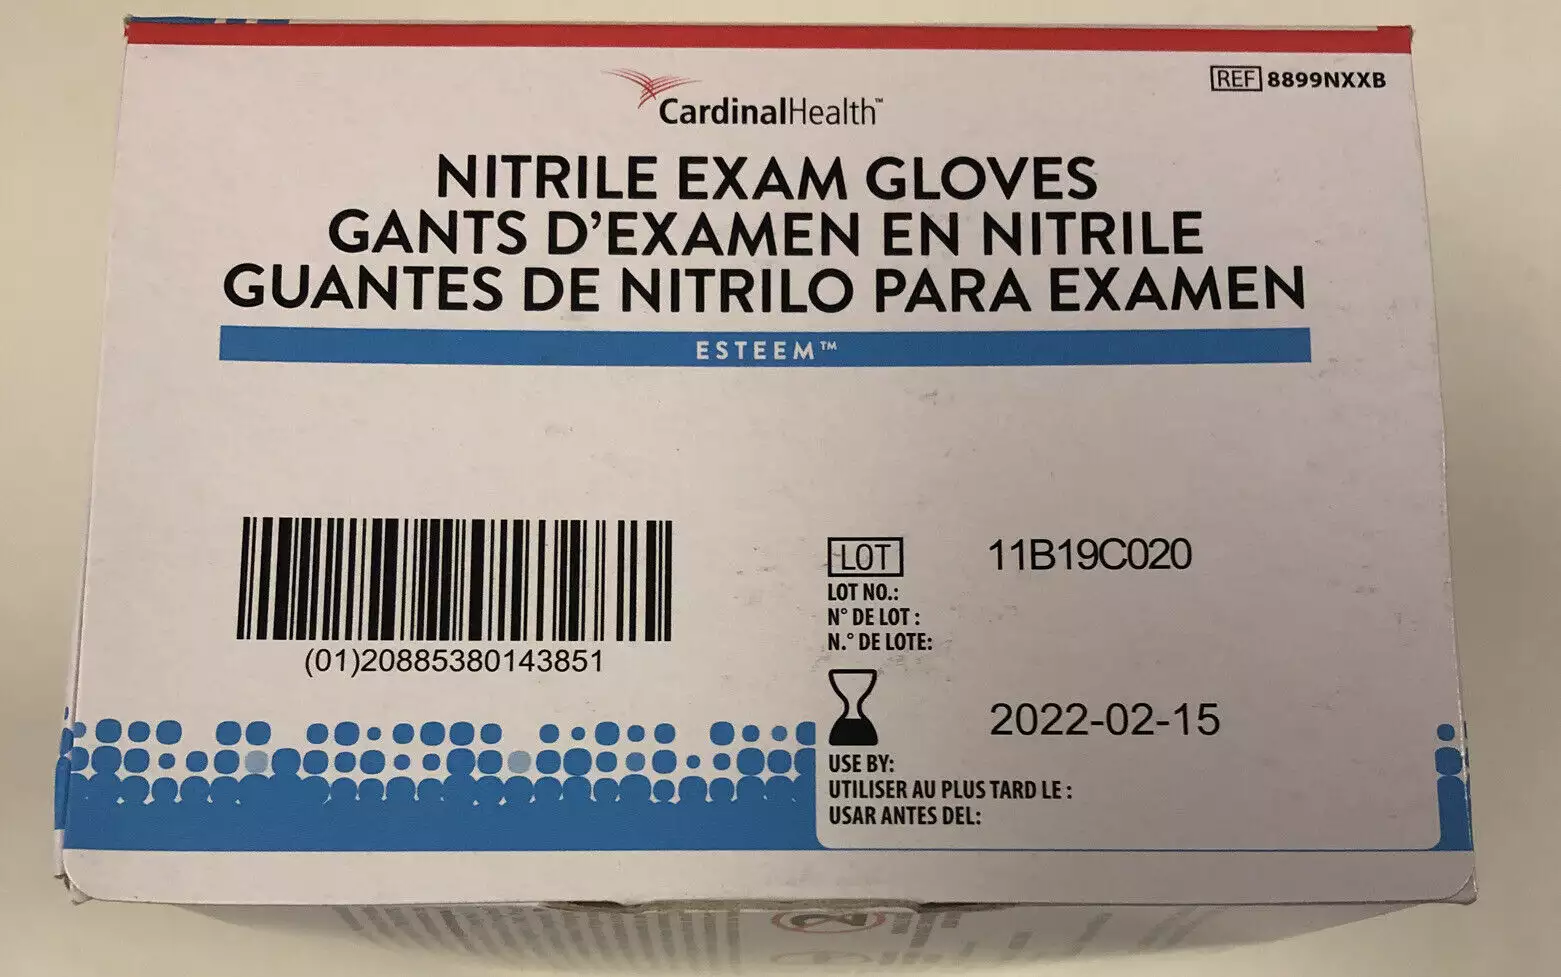 CardinalHealth™
REF 8899NXXB
NITRILE EXAM GLOVES
GANTS D'EXAMEN EN NITRILE
GUANTES DE NITRILO PARA EXAMEN
ESTEEM™
(01)20885380143851
LOT 11B19C020
LOT NO.:
N° DE LOT :
N.° DE LOTE:
2022-02-15
USE BY:
UTILISER AU PLUS TARD LE :
USAR ANTES DEL: